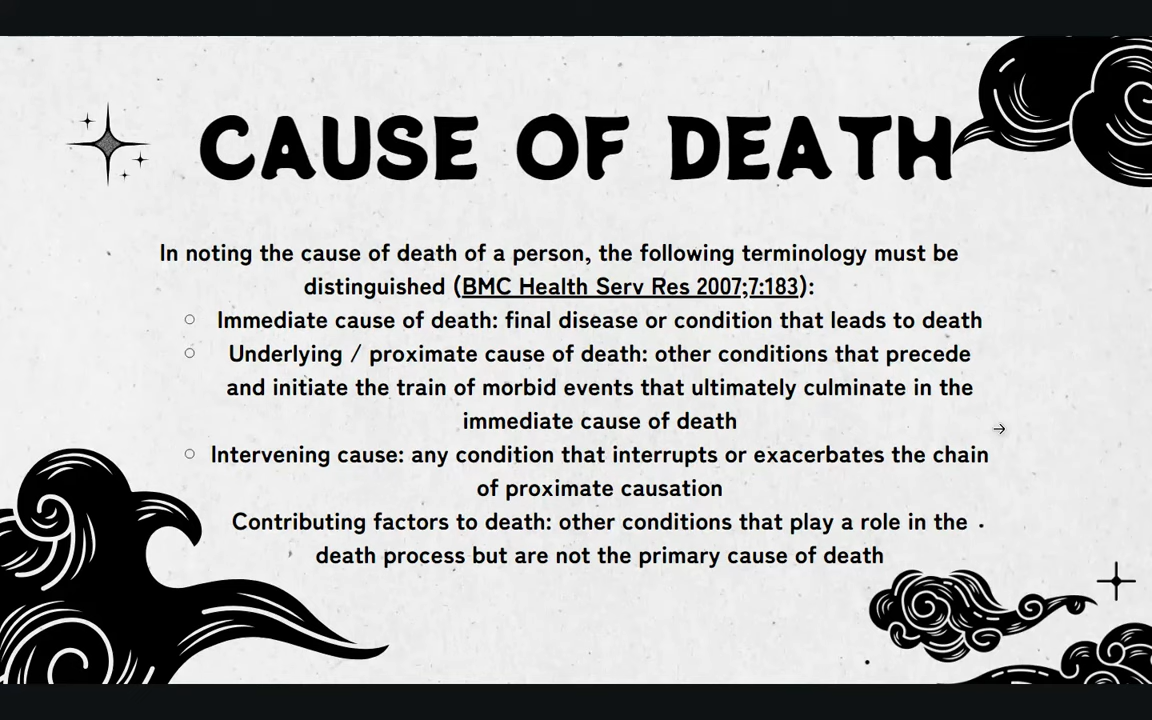 CAUSE OF DEATH
In noting the cause of death of a person, the following terminology must be
distinguished (BMC Health Serv Res 2007;7:183):
○ Immediate cause of death: final disease or condition that leads to death
○ Underlying / proximate cause of death: other conditions that precede
and initiate the train of morbid events that ultimately culminate in the
immediate cause of death
○ Intervening cause: any condition that interrupts or exacerbates the chain
of proximate causation
Contributing factors to death: other conditions that play a role in the
death process but are not the primary cause of death